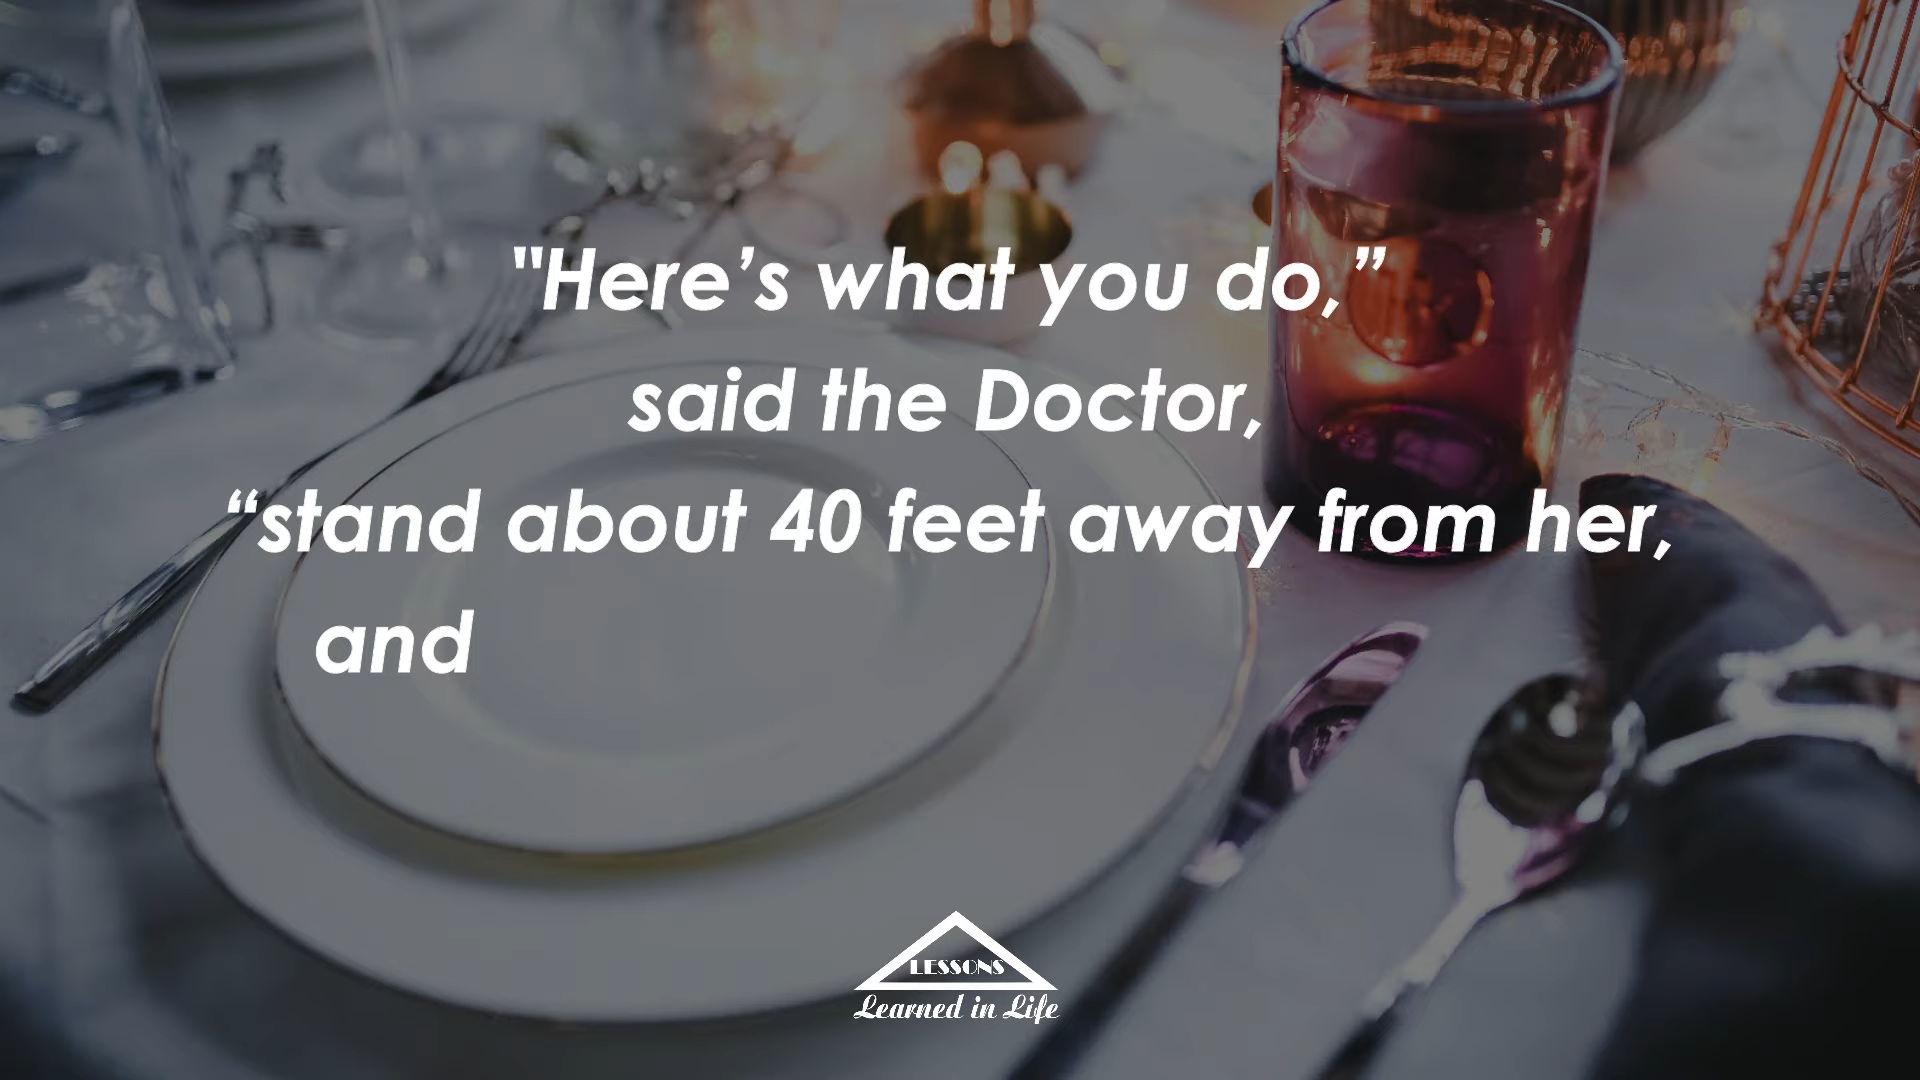 "Here’s what you do,”
said the Doctor,
“stand about 40 feet away from her,
and
LESSONS
Learned in Life